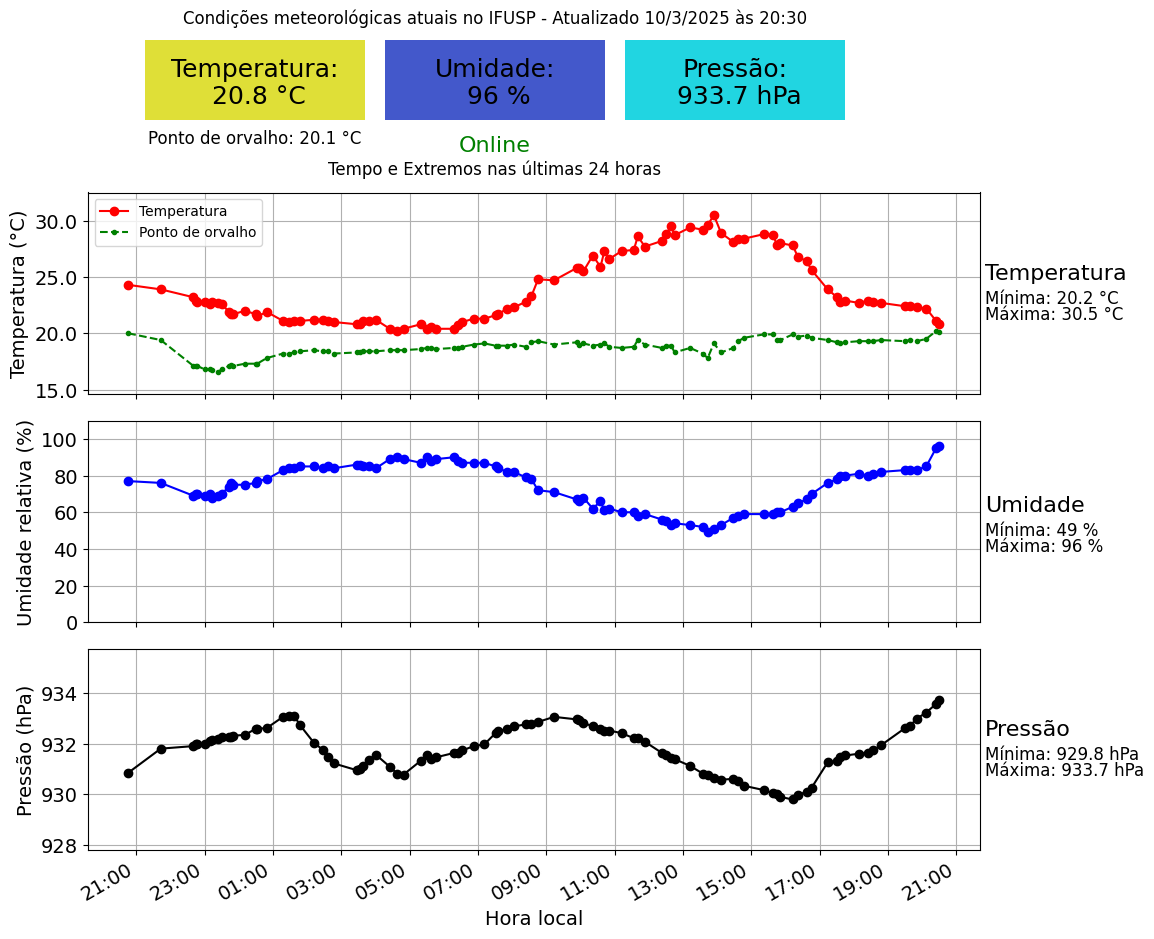 Condições meteorológicas atuais no IFUSP - Atualizado 10/3/2025 às 20:30
Temperatura:
20.8 °C
Umidade:
96 %
Pressão:
933.7 hPa
Ponto de orvalho: 20.1 °C
Online
Tempo e Extremos nas últimas 24 horas
Temperatura (°C)
30.0
25.0
20.0
15.0
Temperatura
Ponto de orvalho
Temperatura
Mínima: 20.2 °C
Máxima: 30.5 °C
Umidade relativa (%)
100
80
60
40
20
0
Umidade
Mínima: 49 %
Máxima: 96 %
Pressão (hPa)
934
932
930
928
Pressão
Mínima: 929.8 hPa
Máxima: 933.7 hPa
21:00
23:00
01:00
03:00
05:00
07:00
09:00
11:00
13:00
15:00
17:00
19:00
21:00
Hora local